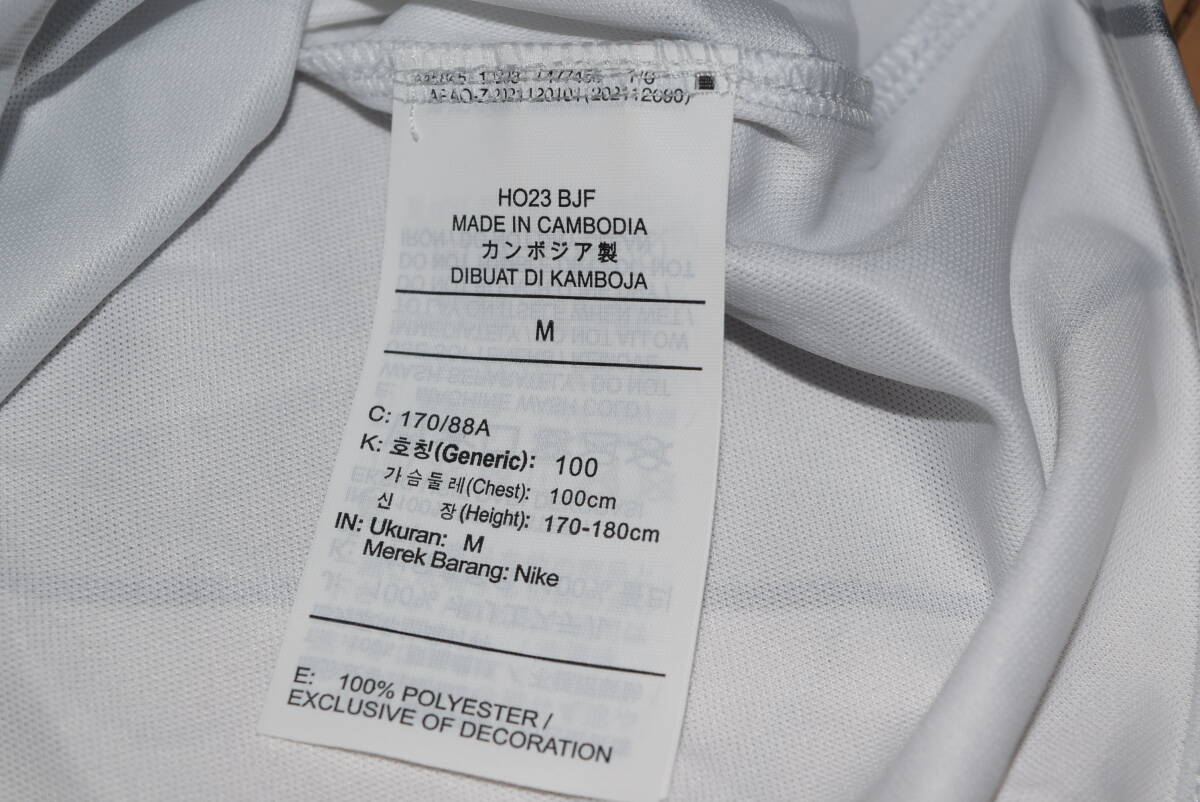 HO23 BJF
MADE IN CAMBODIA
カンボジア製
DIBUAT DI KAMBOJA
M
C: 170/88A
K: 호칭(Generic): 100
가슴둘레(Chest): 100cm
신 장(Height): 170-180cm
IN: Ukuran: M
Merek Barang: Nike
E: 100% POLYESTER /
EXCLUSIVE OF DECORATION